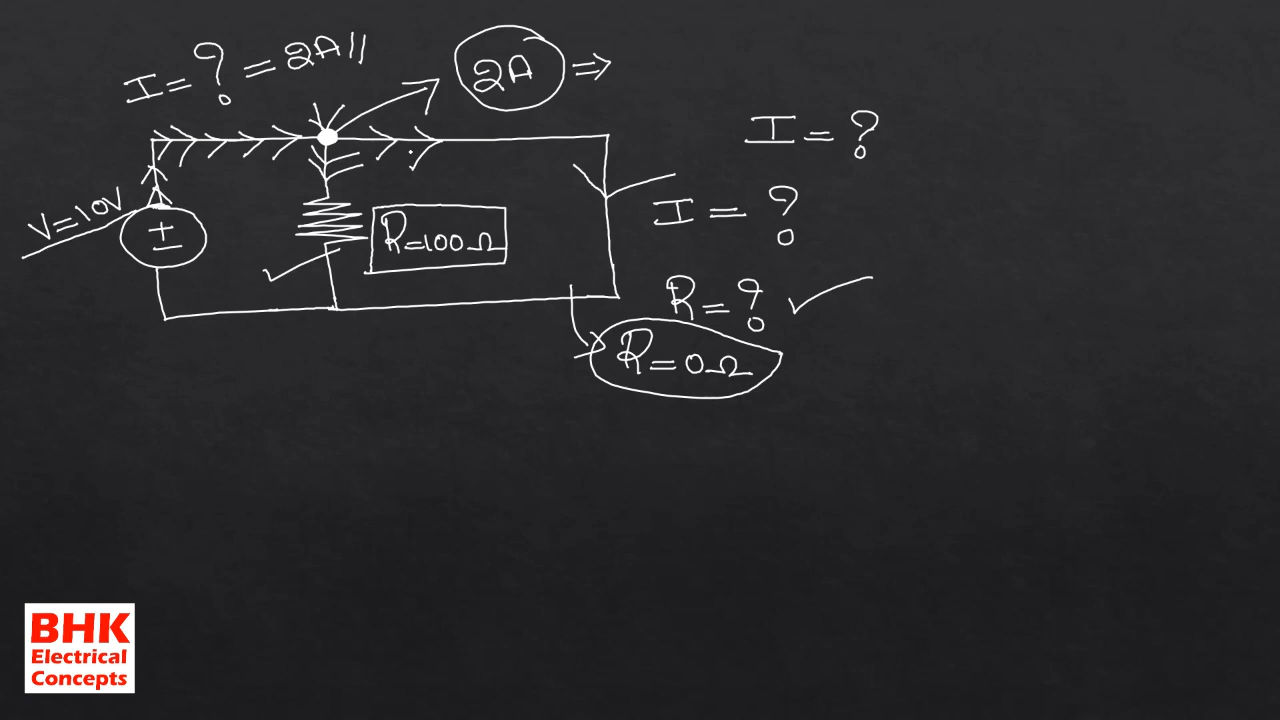 I = ? = 2A//
2A ⇒
I = ?
V=10V
I = ?
±
R=100Ω
R = ? ✓
R=0Ω
BHK
Electrical
Concepts